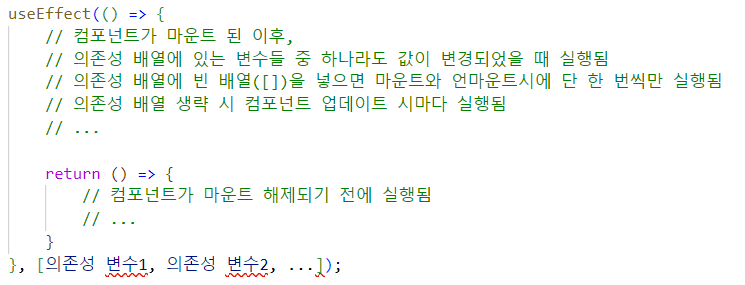 useEffect(() => {
    // 컴포넌트가 마운트 된 이후,
    // 의존성 배열에 있는 변수들 중 하나라도 값이 변경되었을 때 실행됨
    // 의존성 배열에 빈 배열([])을 넣으면 마운트와 언마운트시에 단 한 번씩만 실행됨
    // 의존성 배열 생략 시 컴포넌트 업데이트 시마다 실행됨
    // ...

    return () => {
        // 컴포넌트가 마운트 해제되기 전에 실행됨
        // ...
    }
}, [의존성 변수1, 의존성 변수2, ...]);